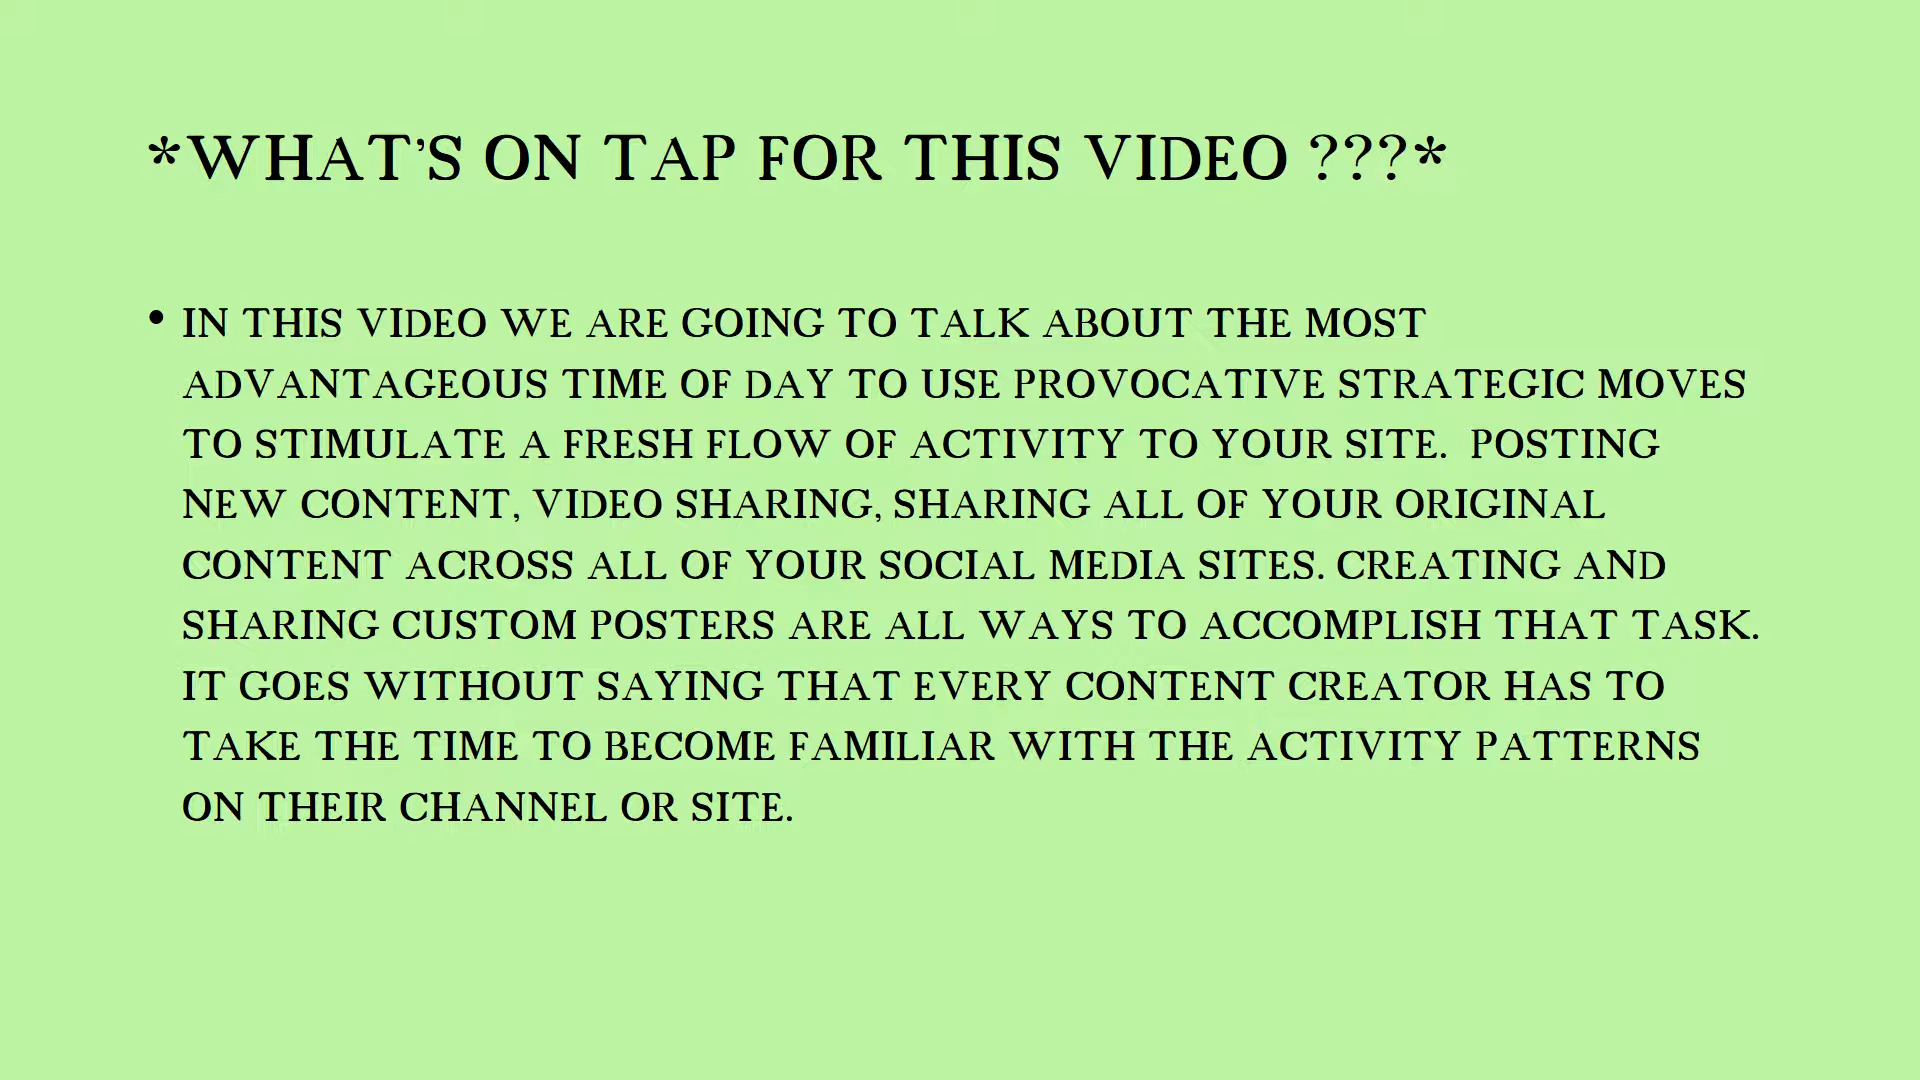 *WHAT'S ON TAP FOR THIS VIDEO ???*
• IN THIS VIDEO WE ARE GOING TO TALK ABOUT THE MOST
ADVANTAGEOUS TIME OF DAY TO USE PROVOCATIVE STRATEGIC MOVES
TO STIMULATE A FRESH FLOW OF ACTIVITY TO YOUR SITE.  POSTING
NEW CONTENT, VIDEO SHARING, SHARING ALL OF YOUR ORIGINAL
CONTENT ACROSS ALL OF YOUR SOCIAL MEDIA SITES. CREATING AND
SHARING CUSTOM POSTERS ARE ALL WAYS TO ACCOMPLISH THAT TASK.
IT GOES WITHOUT SAYING THAT EVERY CONTENT CREATOR HAS TO
TAKE THE TIME TO BECOME FAMILIAR WITH THE ACTIVITY PATTERNS
ON THEIR CHANNEL OR SITE.